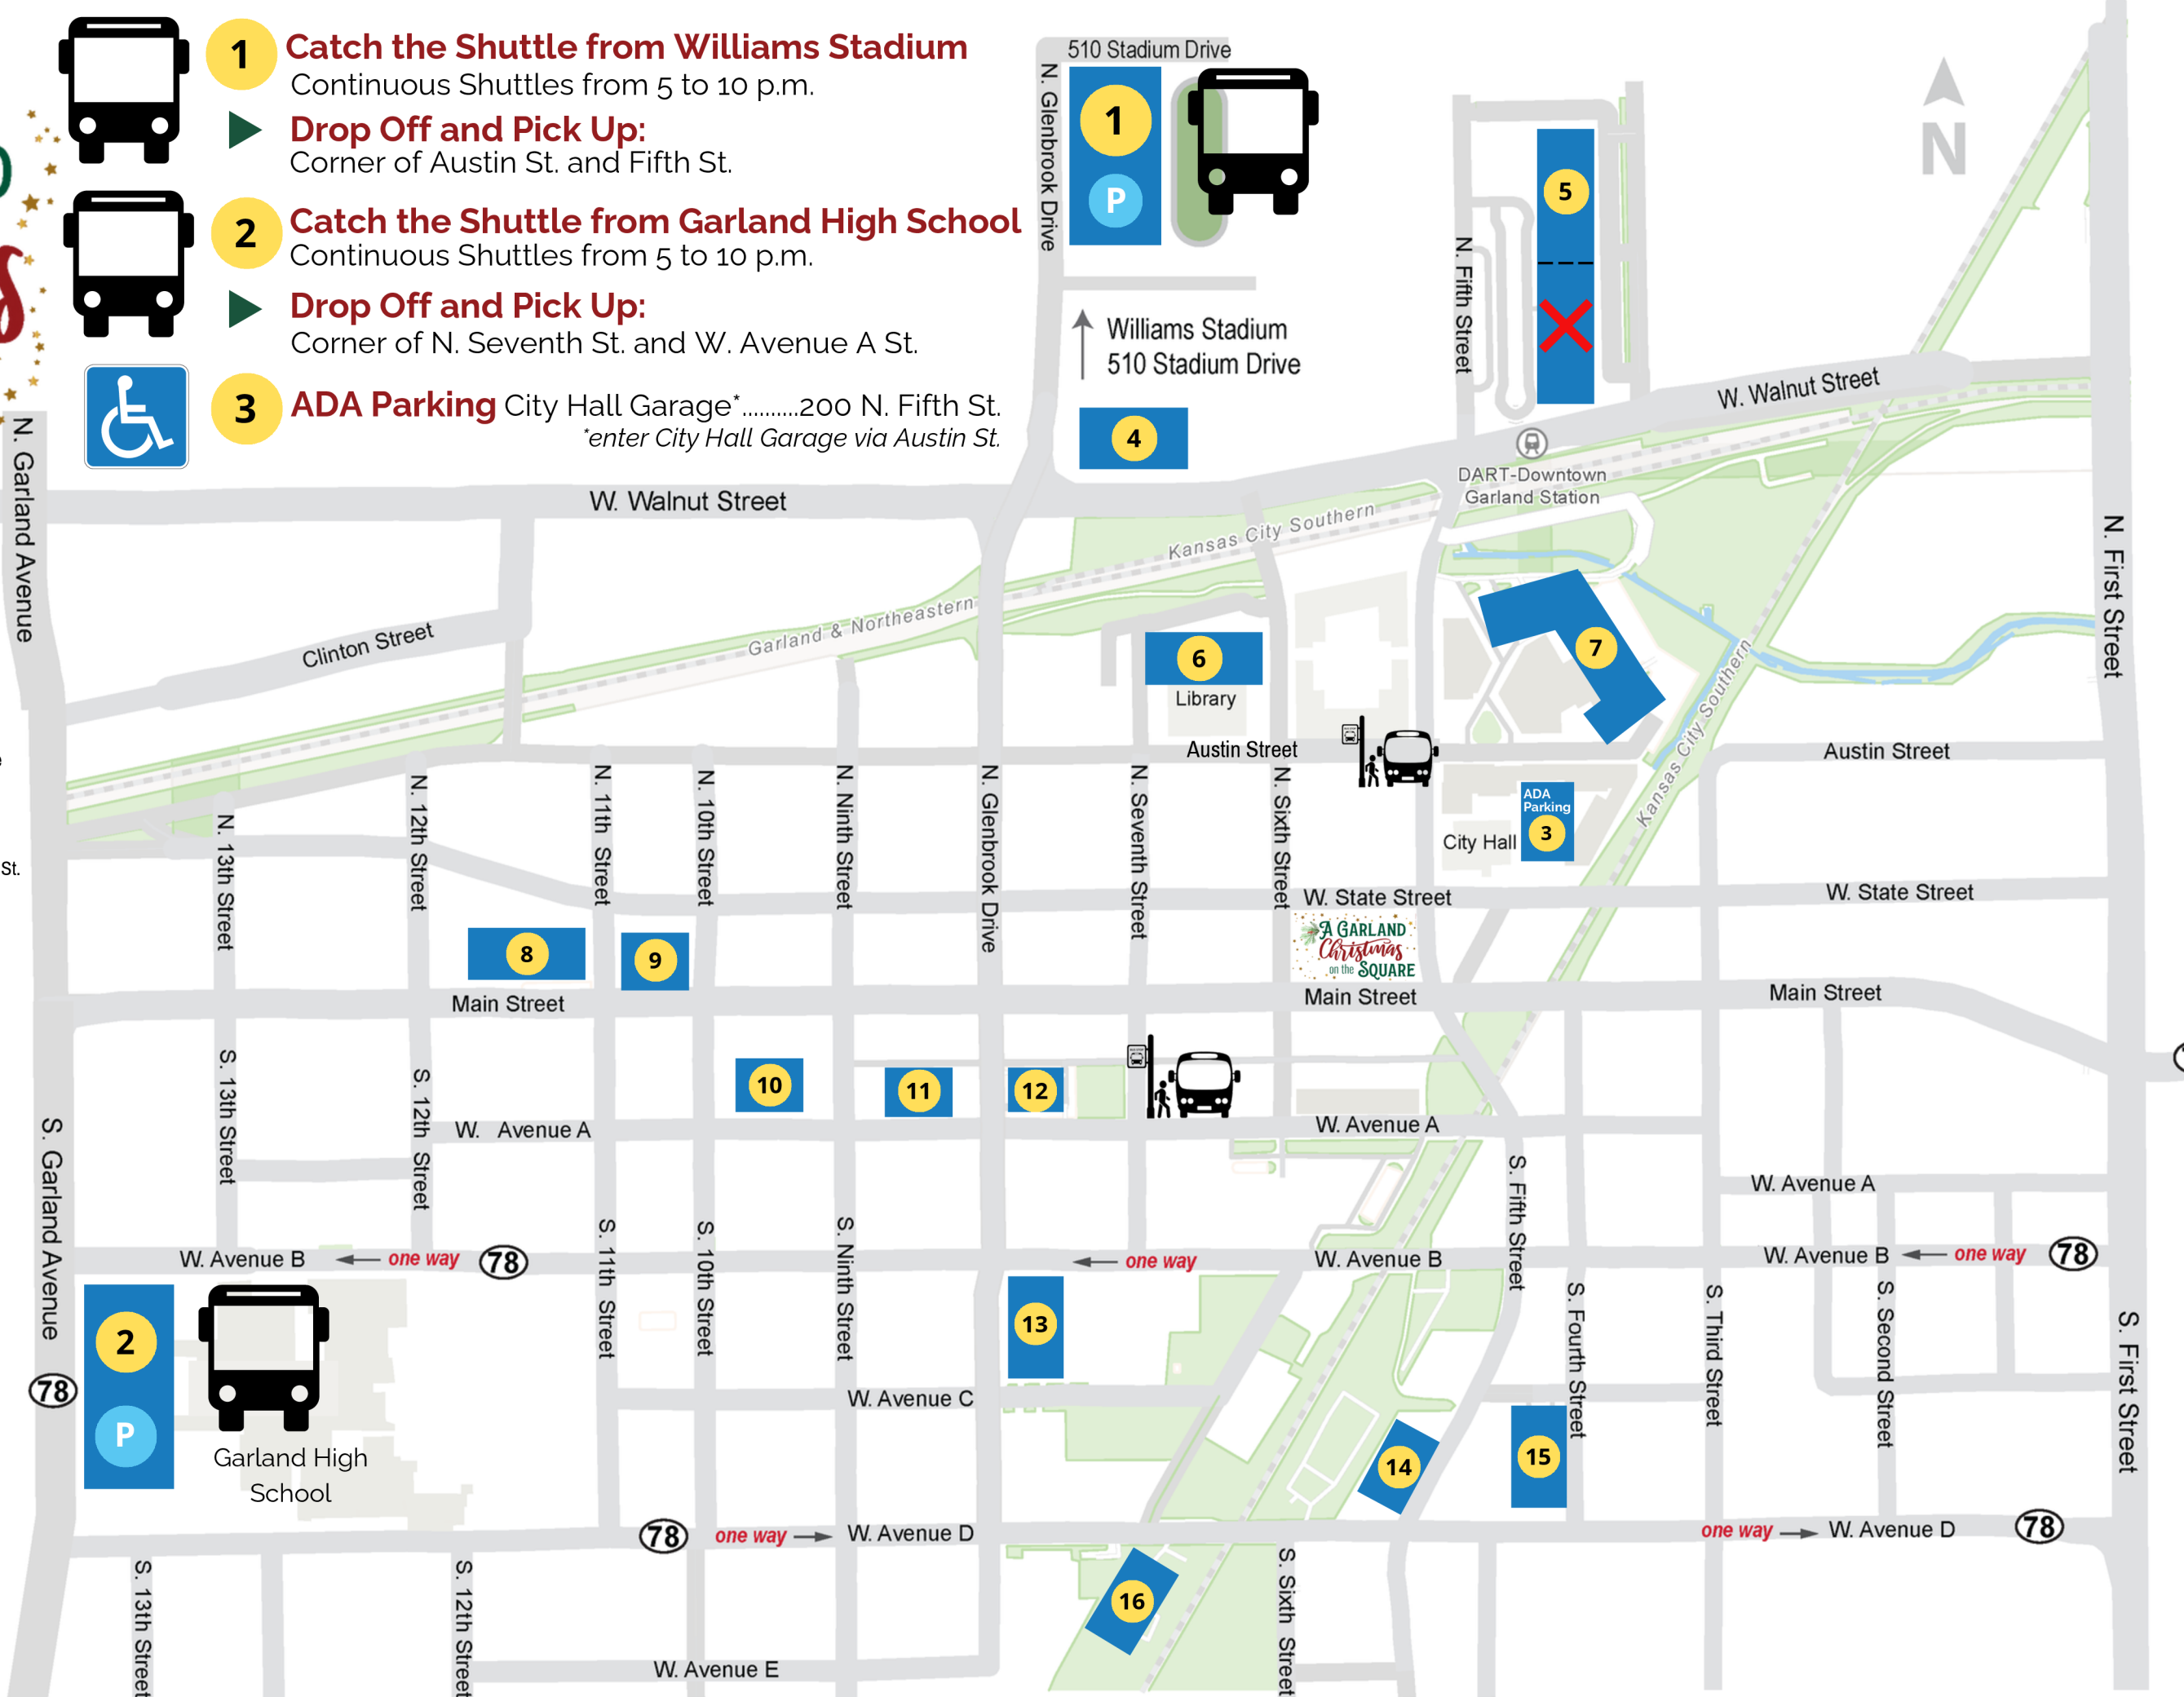 1 Catch the Shuttle from Williams Stadium
Continuous Shuttles from 5 to 10 p.m.
Drop Off and Pick Up:
Corner of Austin St. and Fifth St.
2 Catch the Shuttle from Garland High School
Continuous Shuttles from 5 to 10 p.m.
Drop Off and Pick Up:
Corner of N. Seventh St. and W. Avenue A St.
3 ADA Parking City Hall Garage*..........200 N. Fifth St.
*enter City Hall Garage via Austin St.
510 Stadium Drive
N. Glenbrook Drive
1
P
Williams Stadium
510 Stadium Drive
4
N. Fifth Street
5
N
W. Walnut Street
DART-Downtown
Garland Station
N. Garland Avenue
W. Walnut Street
Kansas City Southern
Garland & Northeastern
Clinton Street
N. First Street
6
Library
7
Kansas City Southern
Austin Street
Austin Street
St.
N. 13th Street
N. 12th Street
N. 11th Street
N. 10th Street
N. Ninth Street
N. Glenbrook Drive
N. Seventh Street
N. Sixth Street
ADA
Parking
3
City Hall
W. State Street
W. State Street
A GARLAND
Christmas
on the SQUARE
8
9
Main Street
Main Street
Main Street
10
11
12
S. 13th Street
S. 12th Street
W. Avenue A
W. Avenue A
W. Avenue A
S. Garland Avenue
S. 11th Street
S. 10th Street
S. Ninth Street
S. Fifth Street
W. Avenue B
one way
78
one way
W. Avenue B
W. Avenue B
one way
78
2
P
78
Garland High
School
13
S. Fourth Street
S. Third Street
S. Second Street
S. First Street
W. Avenue C
14
15
78
one way
W. Avenue D
one way
W. Avenue D
78
S. 13th Street
S. 12th Street
16
S. Sixth Street
W. Avenue E